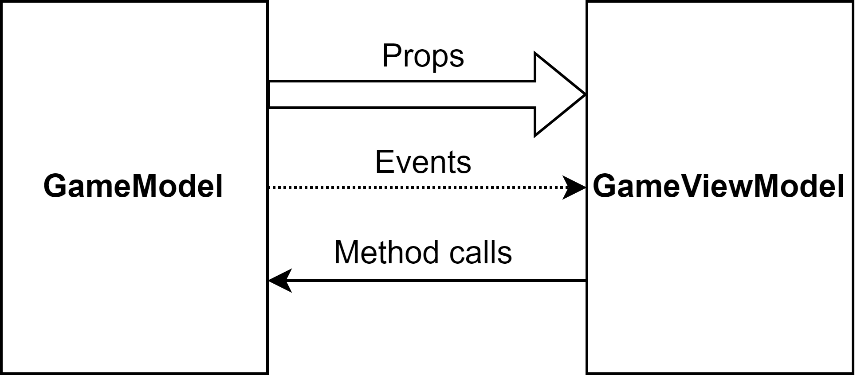 Props
Events
GameModel
GameViewModel
Method calls